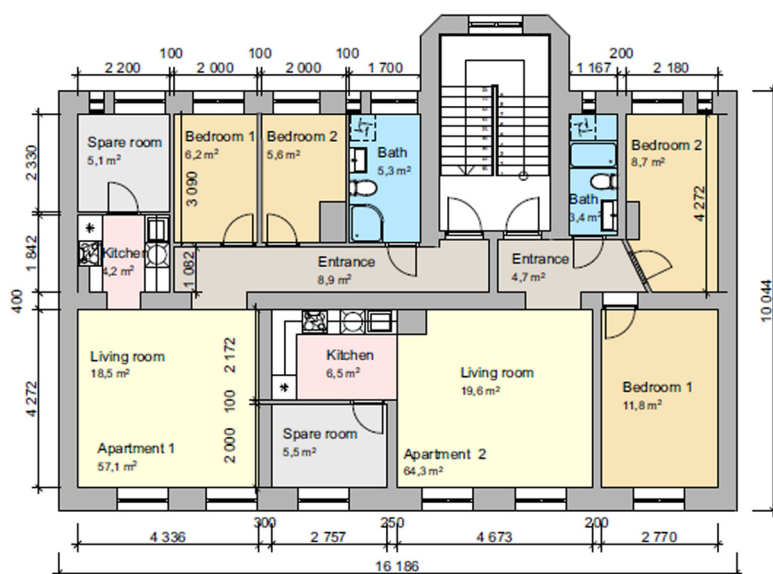 100 100 100 200
2 200 2 000 2 000 1 700 1 167 2 180
Spare room
5,1 m²
Bedroom 1
6,2 m²
Bedroom 2
5,6 m²
Bath
5,3 m²
Bath
3,4 m²
Bedroom 2
8,7 m²
2 330
3 090
4 272
1 842
Kitchen
4,2 m²
1 082
Entrance
8,9 m²
Entrance
4,7 m²
400
10 044
Living room
18,5 m²
2 172
Kitchen
6,5 m²
Living room
19,6 m²
Bedroom 1
11,8 m²
4 272
100
2 000
Spare room
5,5 m²
Apartment 1
57,1 m²
Apartment 2
64,3 m²
300 250 200
4 336 2 757 4 673 2 770
16 186